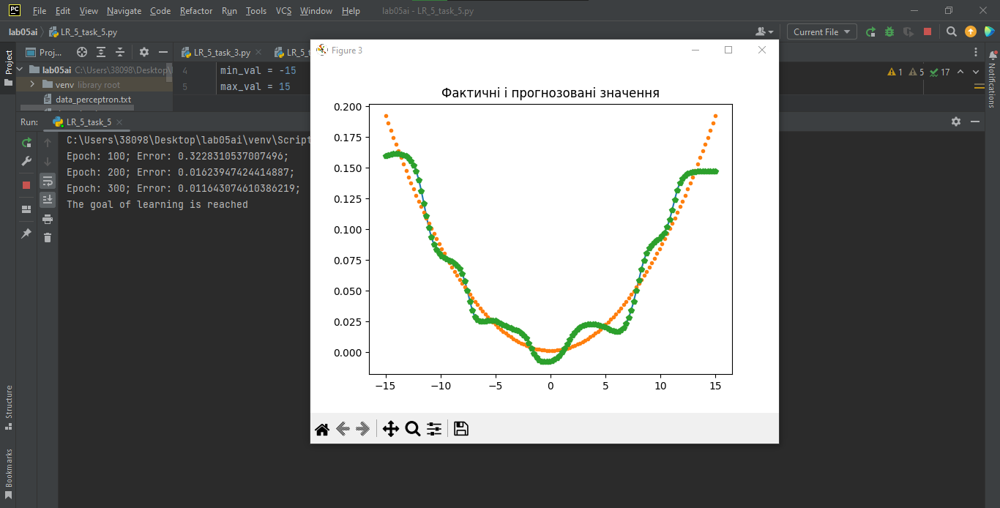 PC File Edit View Navigate Code Refactor Run Tools VCS Window Help lab05ai - LR_5_task_5.py
lab05ai LR_5_task_5.py Current File
Project
Proj... LR_5_task_3.py LR_5_t
lab05ai C:\Users\38098\Desktop\l
venv library root
data_perceptron.txt
4 min_val = -15
5 max_val = 15
1 5 17
Notifications
Run: LR_5_task_5
C:\Users\38098\Desktop\lab05ai\venv\Script
Epoch: 100; Error: 0.3228310537007496;
Epoch: 200; Error: 0.01623947424414887;
Epoch: 300; Error: 0.011643074610386219;
The goal of learning is reached
Figure 3
Фактичні і прогнозовані значення
0.200
0.175
0.150
0.125
0.100
0.075
0.050
0.025
0.000
−15 −10 −5 0 5 10 15
Structure
Bookmarks